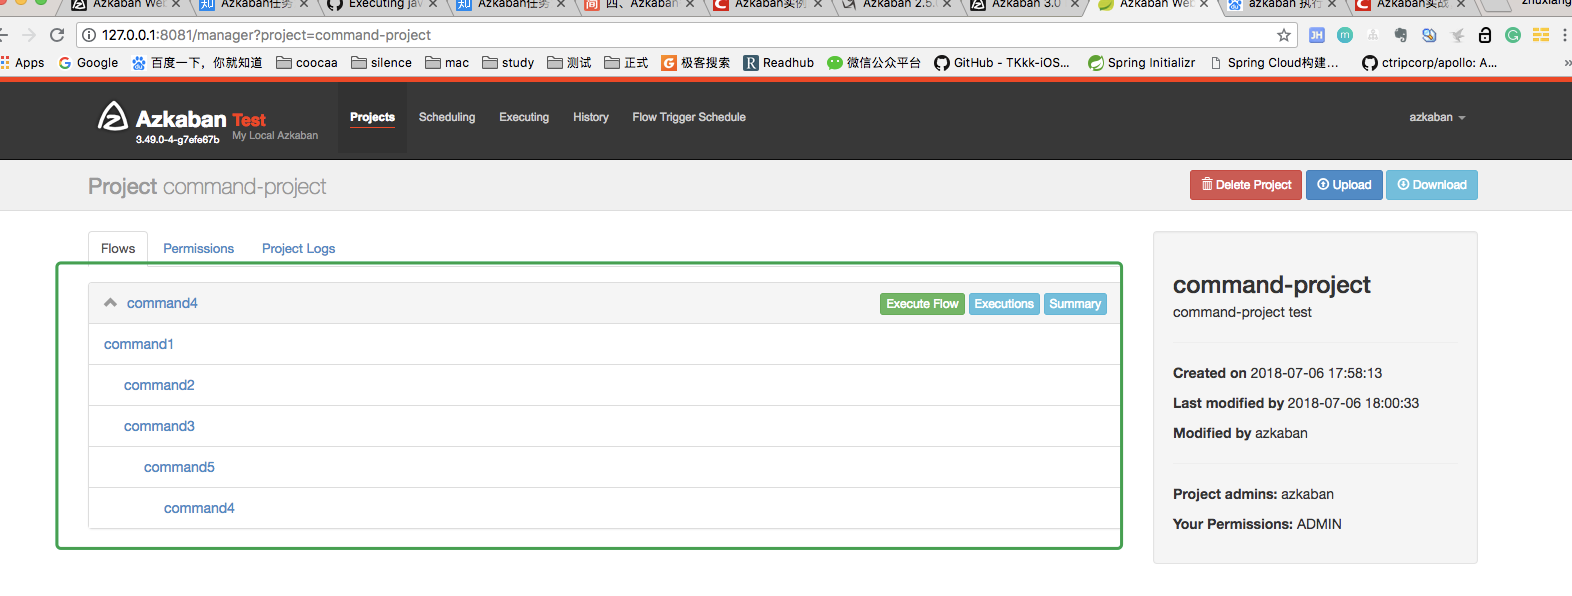 Azkaban Web
Azkaban任务
Executing jav
Azkaban任务
四、Azkaban
Azkaban实例
Azkaban 2.5.
Azkaban 3.0
Azkaban Web
azkaban 执行
Azkaban实战
zhuxiang
127.0.0.1:8081/manager?project=command-project
Apps Google 百度一下，你就知道 coocaa silence mac study 测试 正式 极客搜索 Readhub 微信公众平台 GitHub - TKkk-iOS... Spring Initializr Spring Cloud构建... ctripcorp/apollo: A... »
Azkaban Test
3.49.0-4-g7efe67b My Local Azkaban
Projects Scheduling Executing History Flow Trigger Schedule azkaban
Project command-project
Delete Project Upload Download
Flows Permissions Project Logs
command4 Execute Flow Executions Summary
command1
command2
command3
command5
command4
command-project
command-project test
Created on 2018-07-06 17:58:13
Last modified by 2018-07-06 18:00:33
Modified by azkaban
Project admins: azkaban
Your Permissions: ADMIN